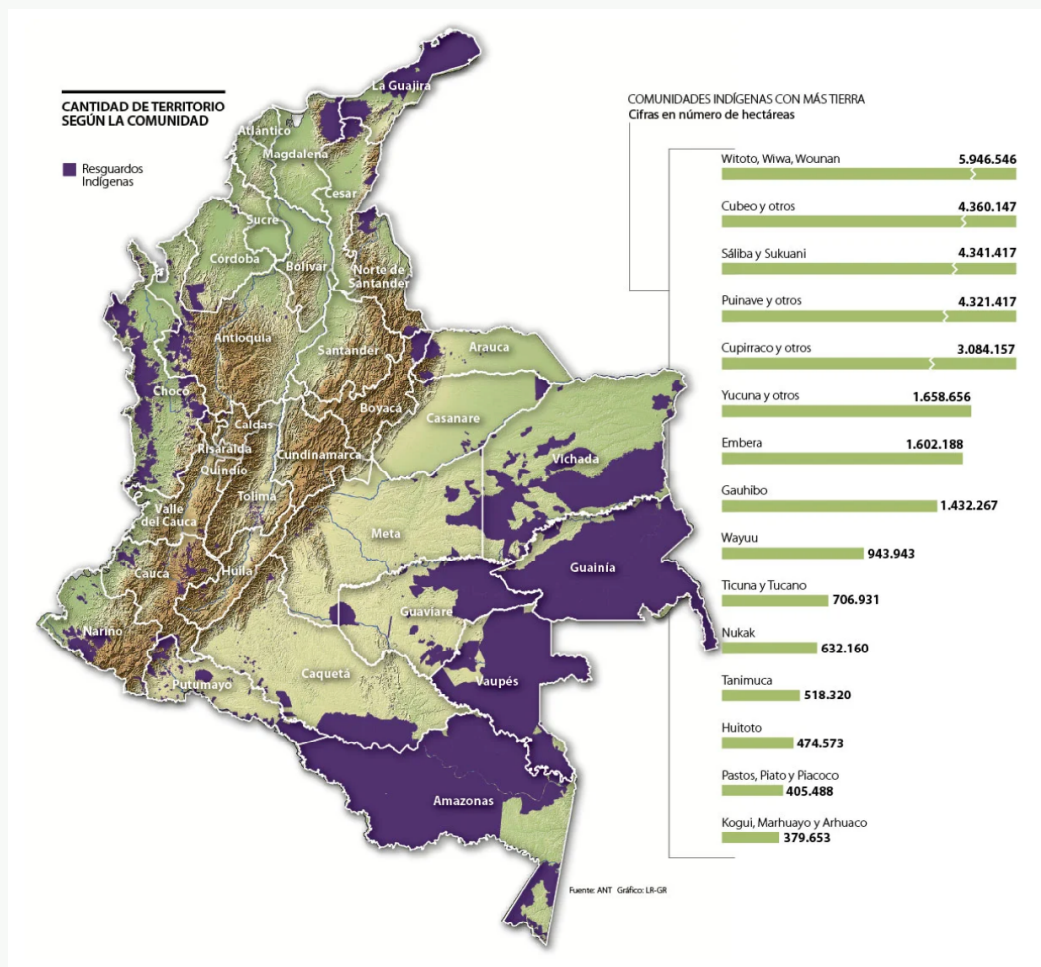 CANTIDAD DE TERRITORIO
SEGÚN LA COMUNIDAD
Resguardos
Indígenas
La Guajira
Atlántico
Magdalena
Cesar
Sucre
Córdoba
Bolívar
Norte de
Santander
Antioquia
Santander
Arauca
Chocó
Boyacá
Caldas
Casanare
Risaralda
Cundinamarca
Quindío
Vichada
Tolima
Valle
del Cauca
Meta
Cauca
Huila
Guainía
Guaviare
Nariño
Caquetá
Vaupés
Putumayo
Amazonas
COMUNIDADES INDÍGENAS CON MÁS TIERRA
Cifras en número de hectáreas
Witoto, Wiwa, Wounan 5.946.546
Cubeo y otros 4.360.147
Sáliba y Sukuani 4.341.417
Puinave y otros 4.321.417
Cupirraco y otros 3.084.157
Yucuna y otros 1.658.656
Embera 1.602.188
Gauhibo 1.432.267
Wayuu 943.943
Ticuna y Tucano 706.931
Nukak 632.160
Tanimuca 518.320
Huitoto 474.573
Pastos, Piato y Piacoco 405.488
Kogui, Marhuayo y Arhuaco 379.653
Fuente: ANT Gráfico: LR-GR